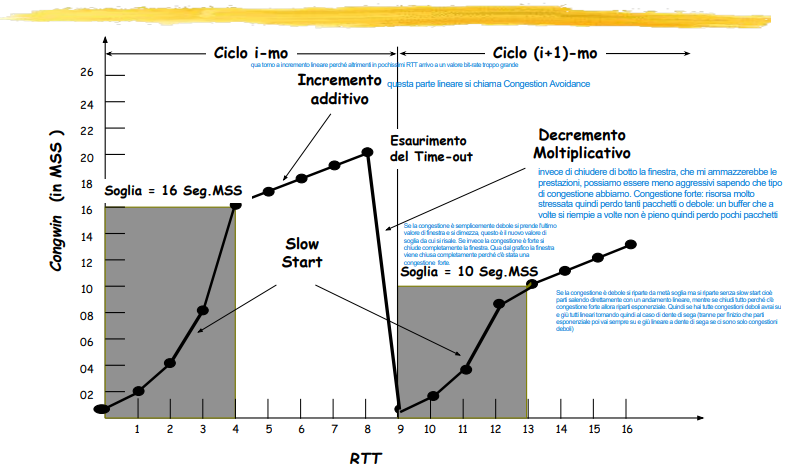 Ciclo i-mo
Ciclo (i+1)-mo
qua torno a incremento lineare perché altrimenti in pochissimi RTT arrivo a un valore bit-rate troppo grande
Incremento
additivo
questa parte lineare si chiama Congestion Avoidance
Esaurimento
del Time-out
Decremento
Moltiplicativo
invece di chiudere di botto la finestra, che mi ammazzerebbe le
prestazioni, possiamo essere meno aggressivi sapendo che tipo
di congestione abbiamo. Congestione forte: risorsa molto
stressata quindi perdo tanti pacchetti o debole: un buffer che a
volte si riempie a volte non è pieno quindi perdo pochi pacchetti
Soglia = 16 Seg.MSS
Slow
Start
Se la congestione è semplicemente debole si prende l'ultimo
valore di finestra e si dimezza, questo è il nuovo valore di
soglia da cui si risale. Se invece la congestione è forte si
chiude completamente la finestra. Qua dal grafico la finestra
viene chiusa completamente perché c'è stata una
congestione forte.
Soglia = 10 Seg.MSS
Se la congestione è debole si riparte da metà soglia ma si riparte senza slow start cioè
parti salendo direttamente con un andamento lineare, mentre se chiudi tutto perché c'è
congestione forte allora riparti esponenziale. Quindi se hai tutte congestioni deboli avrai su
e giù tutti lineari tornando quindi al caso di dente di sega (tranne per l'inizio che parti
esponenziale poi vai sempre su e giù lineare a dente di sega se ci sono solo congestioni
deboli)
Congwin (in MSS )
26
24
22
20
18
16
14
12
10
08
06
04
02
1 2 3 4 5 6 7 8 9 10 11 12 13 14 15 16
RTT